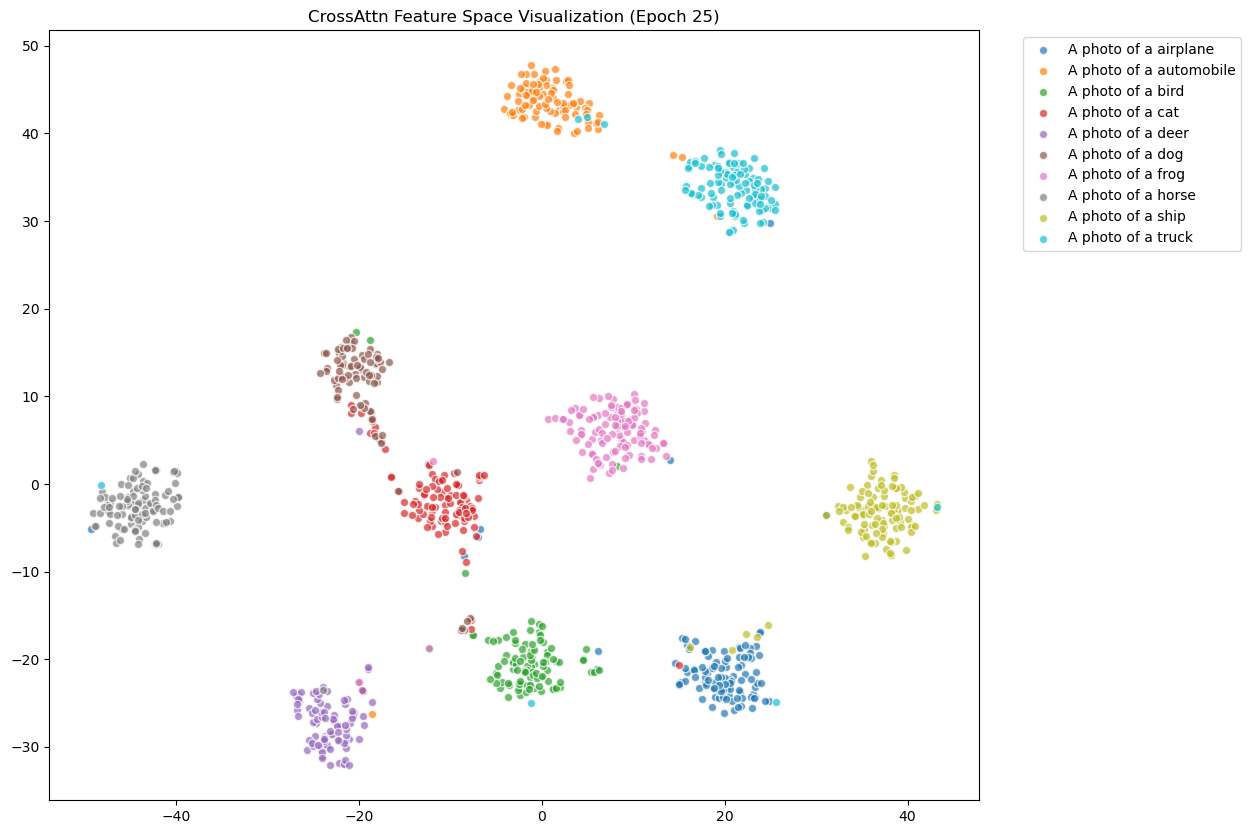 CrossAttn Feature Space Visualization (Epoch 25)
50
40
30
20
10
0
−10
−20
−30
−40
−20
0
20
40
A photo of a airplane
A photo of a automobile
A photo of a bird
A photo of a cat
A photo of a deer
A photo of a dog
A photo of a frog
A photo of a horse
A photo of a ship
A photo of a truck